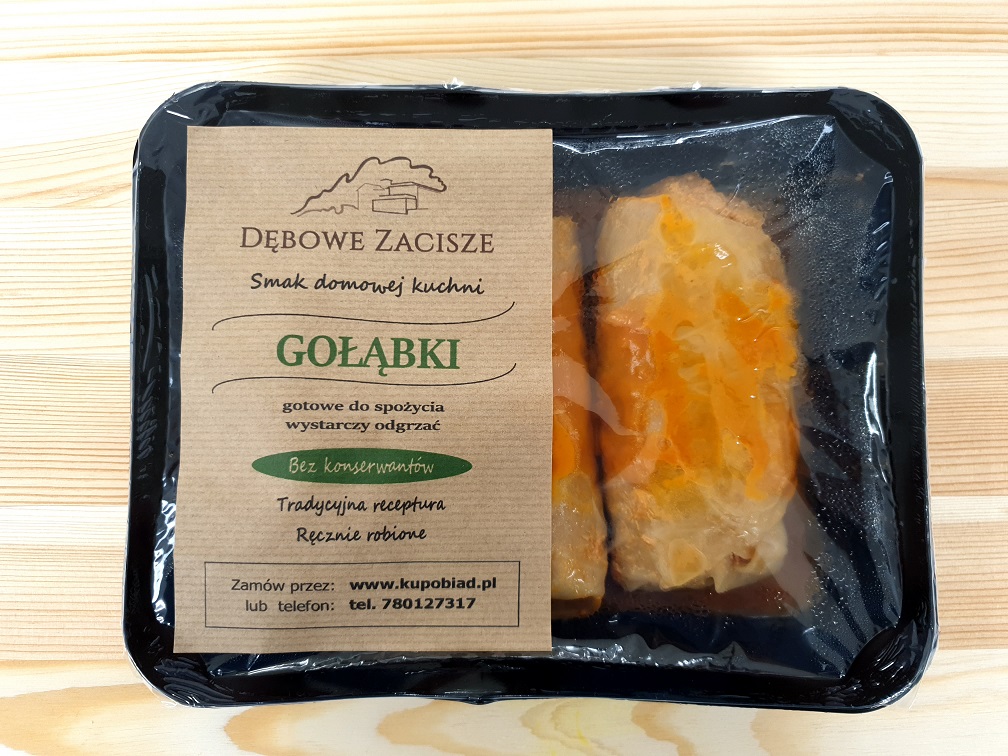 DĘBOWE ZACISZE
Smak domowej kuchni
GOŁĄBKI
gotowe do spożycia
wystarczy odgrzać
Bez konserwantów
Tradycyjna receptura
Ręcznie robione
Zamów przez: www.kupobiad.pl
lub telefon: tel. 780127317